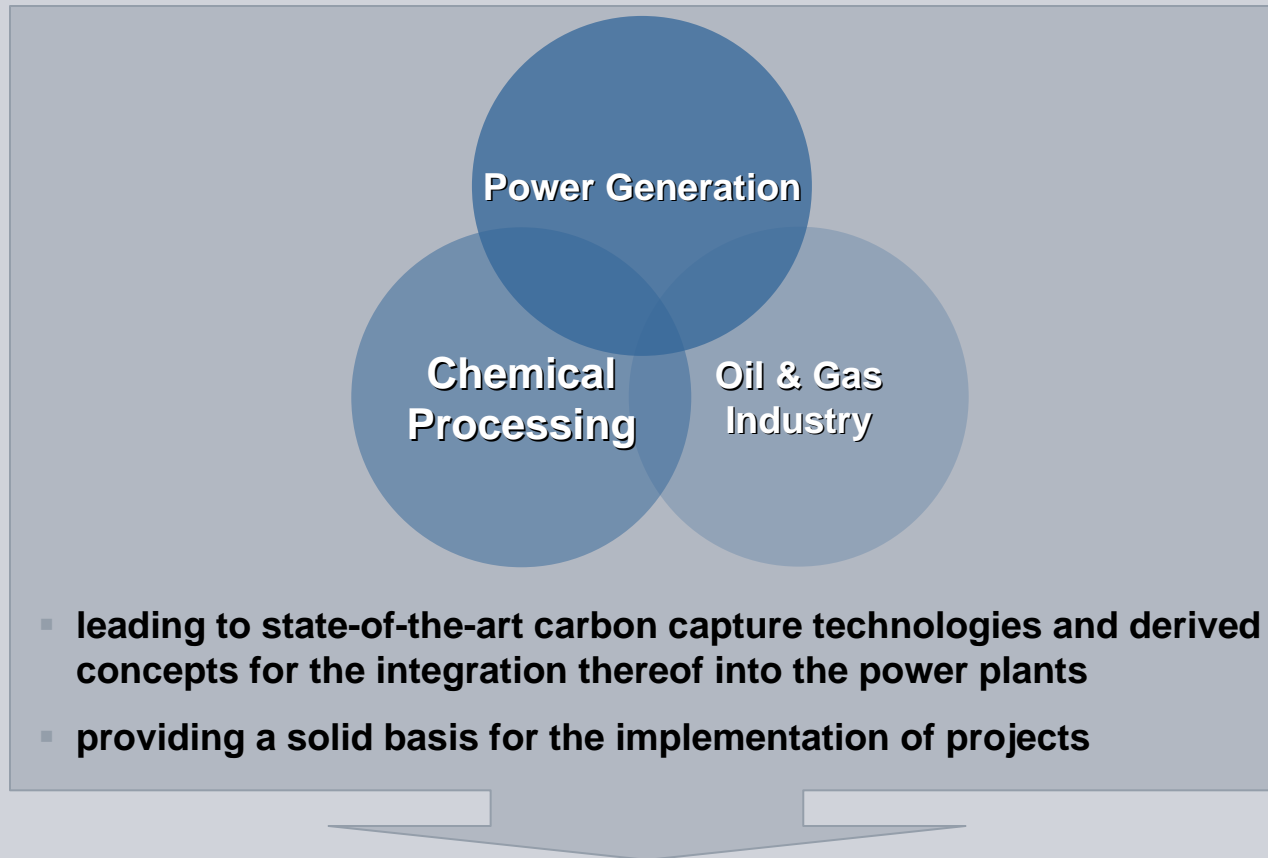 Power Generation
Chemical
Processing
Oil & Gas
Industry
leading to state-of-the-art carbon capture technologies and derived
concepts for the integration thereof into the power plants
providing a solid basis for the implementation of projects